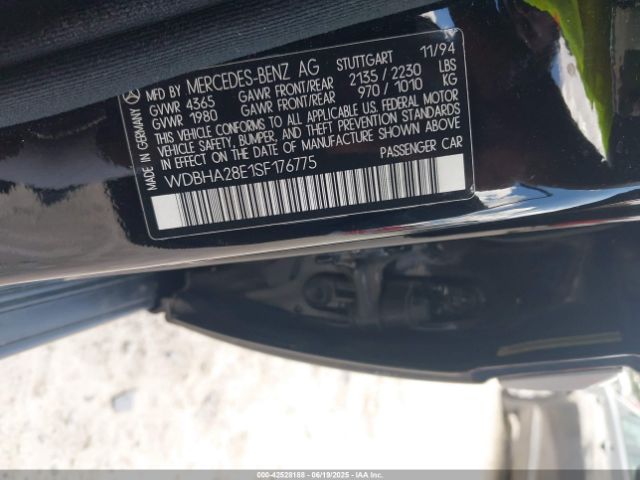 MFD BY MERCEDES-BENZ AG STUTTGART 11/94
GVWR 4365 GAWR FRONT/REAR 2135 / 2230 LBS
GVWR 1980 GAWR FRONT/REAR 970 / 1010 KG
THIS VEHICLE CONFORMS TO ALL APPLICABLE U.S. FEDERAL MOTOR
VEHICLE SAFETY, BUMPER, AND THEFT PREVENTION STANDARDS
IN EFFECT ON THE DATE OF MANUFACTURE SHOWN ABOVE
WDBHA28E1SF176775 PASSENGER CAR
MADE IN GERMANY
000-42528188 - 06/19/2025 - IAA Inc.